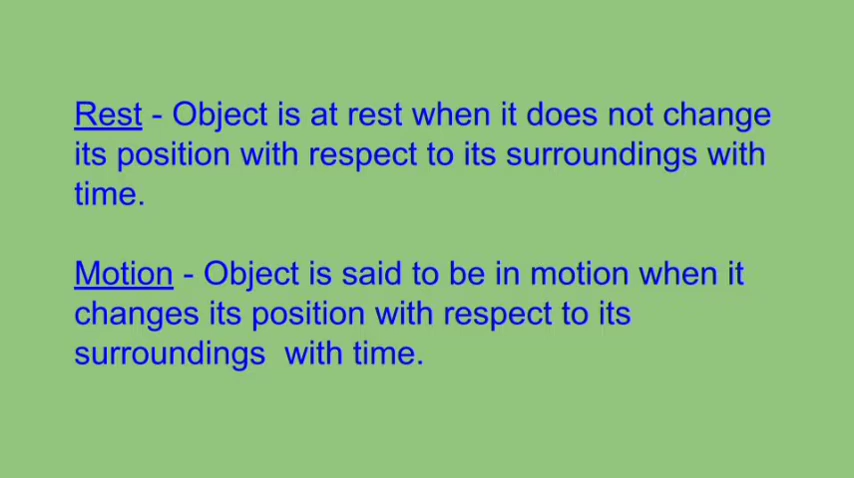 Rest - Object is at rest when it does not change
its position with respect to its surroundings with
time.
Motion - Object is said to be in motion when it
changes its position with respect to its
surroundings  with time.